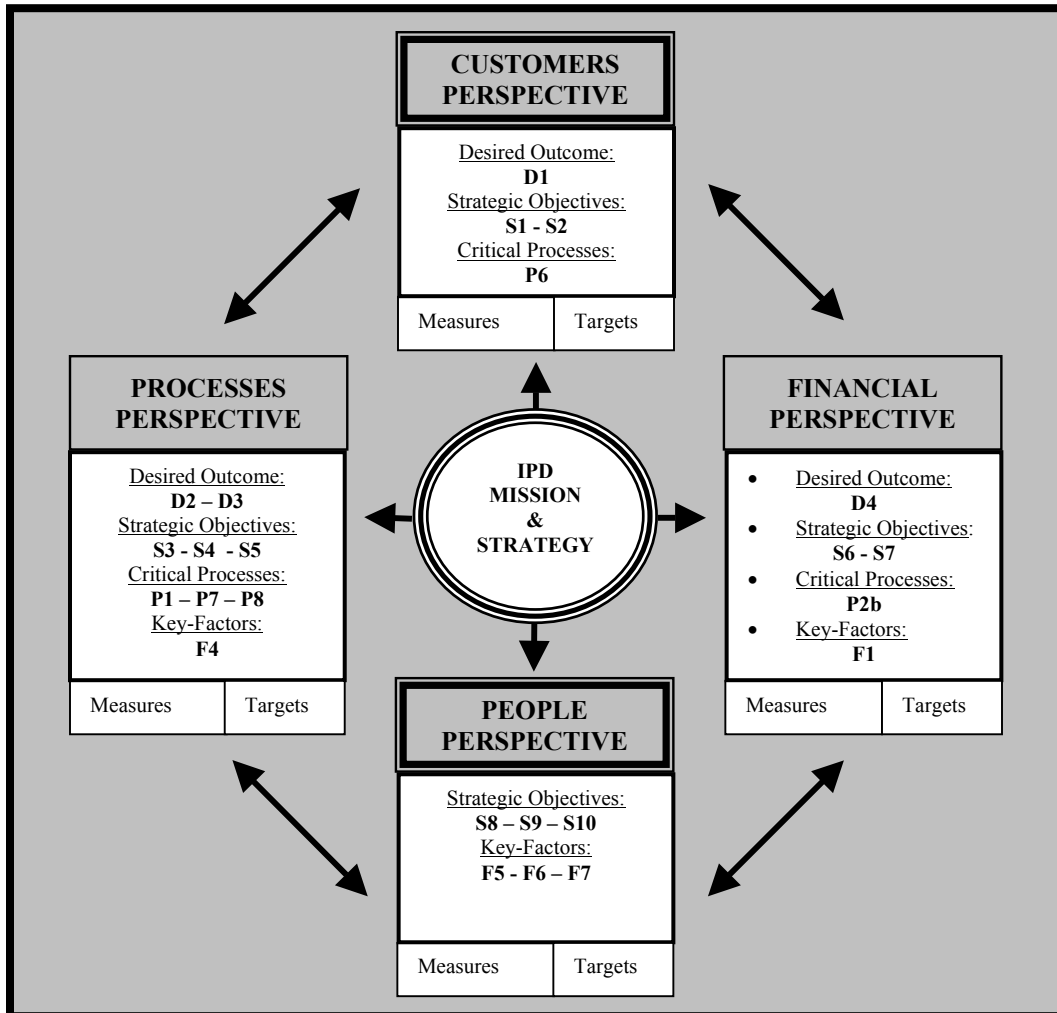 CUSTOMERS
PERSPECTIVE
Desired Outcome:
D1
Strategic Objectives:
S1 - S2
Critical Processes:
P6
Measures
Targets
PROCESSES
PERSPECTIVE
Desired Outcome:
D2 – D3
Strategic Objectives:
S3 - S4 - S5
Critical Processes:
P1 – P7 – P8
Key-Factors:
F4
Measures
Targets
IPD
MISSION
&
STRATEGY
FINANCIAL
PERSPECTIVE
• Desired Outcome:
D4
• Strategic Objectives:
S6 - S7
• Critical Processes:
P2b
• Key-Factors:
F1
Measures
Targets
PEOPLE
PERSPECTIVE
Strategic Objectives:
S8 – S9 – S10
Key-Factors:
F5 - F6 – F7
Measures
Targets